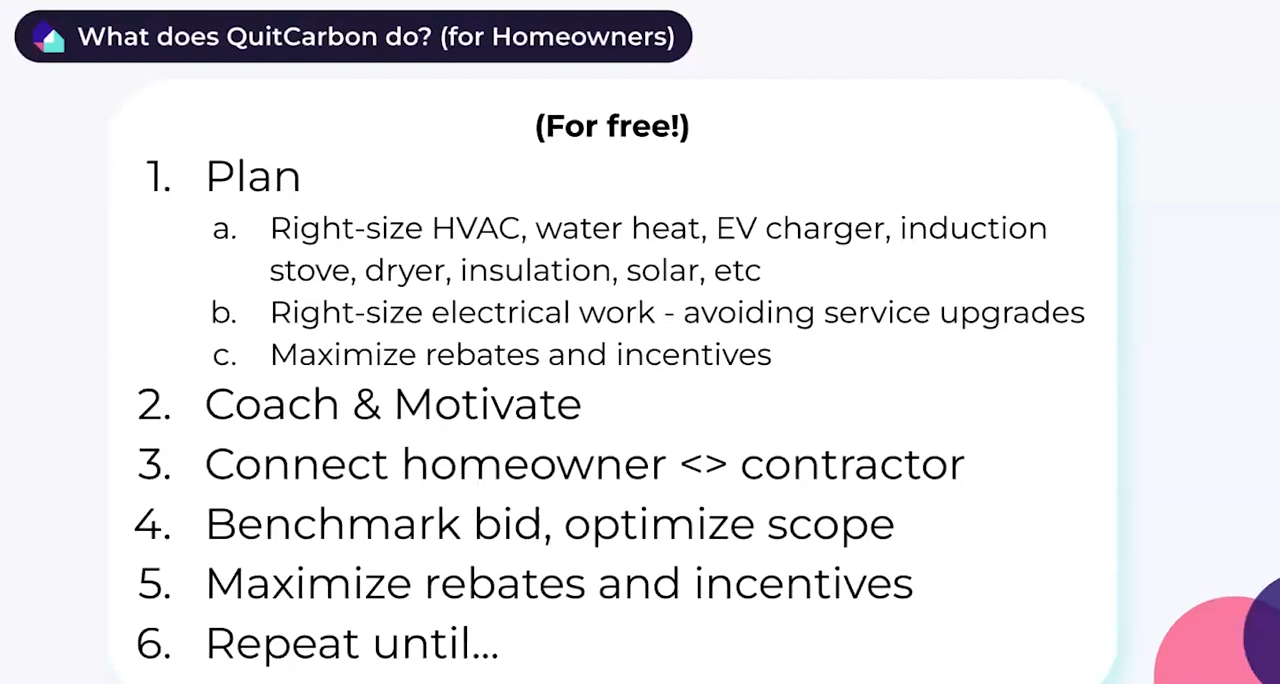 What does QuitCarbon do? (for Homeowners)
(For free!)
1. Plan
a. Right-size HVAC, water heat, EV charger, induction
stove, dryer, insulation, solar, etc
b. Right-size electrical work - avoiding service upgrades
c. Maximize rebates and incentives
2. Coach & Motivate
3. Connect homeowner <> contractor
4. Benchmark bid, optimize scope
5. Maximize rebates and incentives
6. Repeat until...